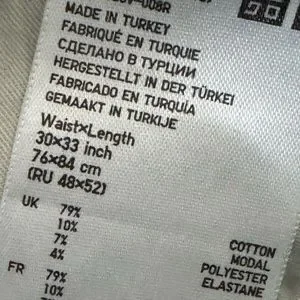 -008R
MADE IN TURKEY
FABRIQUÉ EN TURQUIE
СДЕЛАНО В ТУРЦИИ
HERGESTELLT IN DER TÜRKEI
FABRICADO EN TURQUÍA
GEMAAKT IN TURKIJE
Waist×Length
30×33 inch
76×84 cm
(RU 48×52)
UK 79% COTTON
10% MODAL
7% POLYESTER
4% ELASTANE
FR 79%
10%